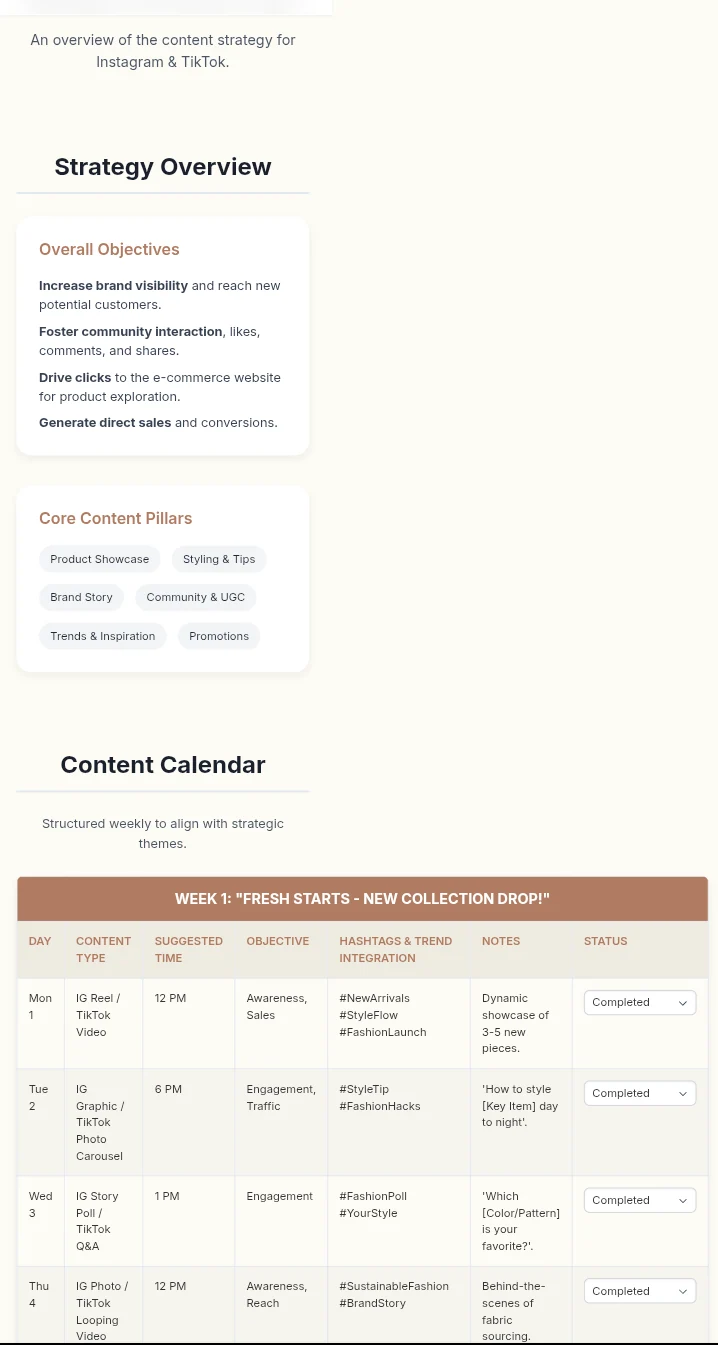 An overview of the content strategy for
Instagram & TikTok.
Strategy Overview
Overall Objectives
Increase brand visibility and reach new
potential customers.
Foster community interaction, likes,
comments, and shares.
Drive clicks to the e-commerce website
for product exploration.
Generate direct sales and conversions.
Core Content Pillars
Product Showcase
Styling & Tips
Brand Story
Community & UGC
Trends & Inspiration
Promotions
Content Calendar
Structured weekly to align with strategic
themes.
WEEK 1: "FRESH STARTS - NEW COLLECTION DROP!"
DAY
CONTENT
TYPE
SUGGESTED
TIME
OBJECTIVE
HASHTAGS & TREND
INTEGRATION
NOTES
STATUS
Mon
1
IG Reel /
TikTok
Video
12 PM
Awareness,
Sales
#NewArrivals
#StyleFlow
#FashionLaunch
Dynamic
showcase of
3-5 new
pieces.
Completed
Tue
2
IG
Graphic /
TikTok
Photo
Carousel
6 PM
Engagement,
Traffic
#StyleTip
#FashionHacks
'How to style
[Key Item] day
to night'.
Completed
Wed
3
IG Story
Poll /
TikTok
Q&A
1 PM
Engagement
#FashionPoll
#YourStyle
'Which
[Color/Pattern]
is your
favorite?'.
Completed
Thu
4
IG Photo /
TikTok
Looping
Video
12 PM
Awareness,
Reach
#SustainableFashion
#BrandStory
Behind-the-
scenes of
fabric
sourcing.
Completed